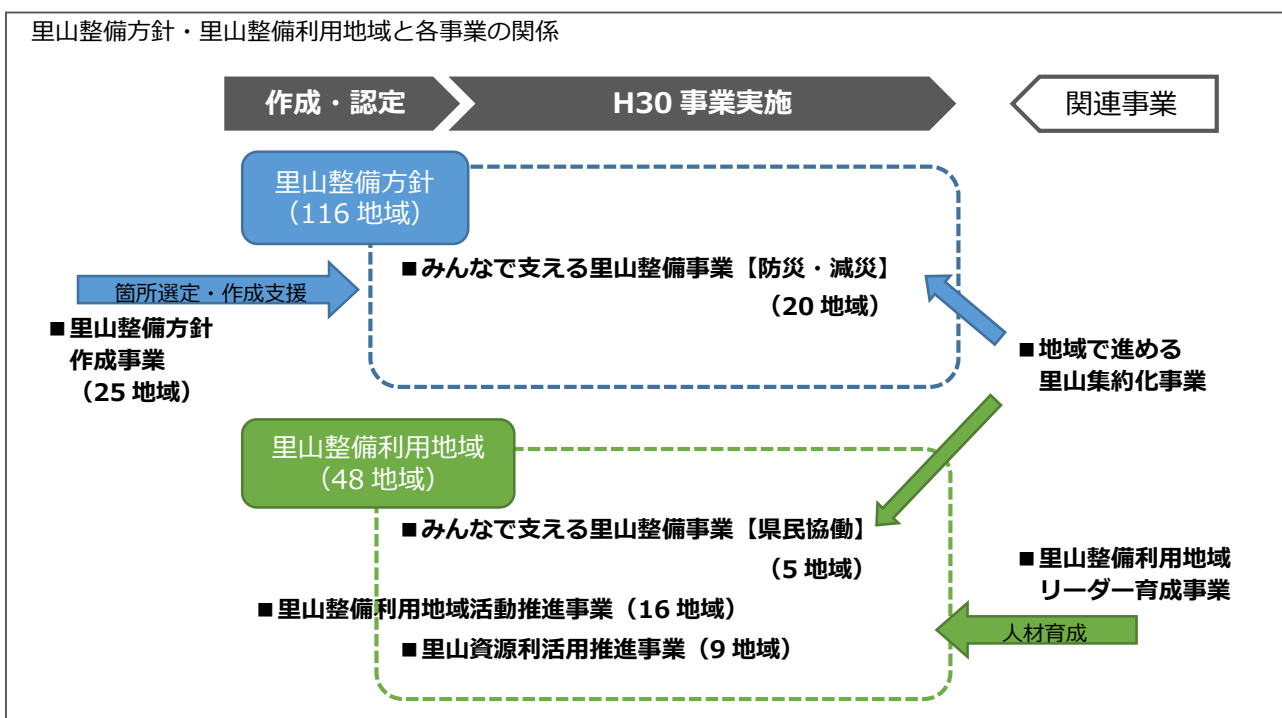 里山整備方針・里山整備利用地域と各事業の関係
作成・認定
H30 事業実施
関連事業
里山整備方針
（116 地域）
■みんなで支える里山整備事業【防災・減災】
（20 地域）
箇所選定・作成支援
■里山整備方針
作成事業
（25 地域）
■地域で進める
里山集約化事業
里山整備利用地域
（48 地域）
■みんなで支える里山整備事業【県民協働】
（5 地域）
■里山整備利用地域活動推進事業（16 地域）
■里山資源利活用推進事業（9 地域）
■里山整備利用地域
リーダー育成事業
人材育成